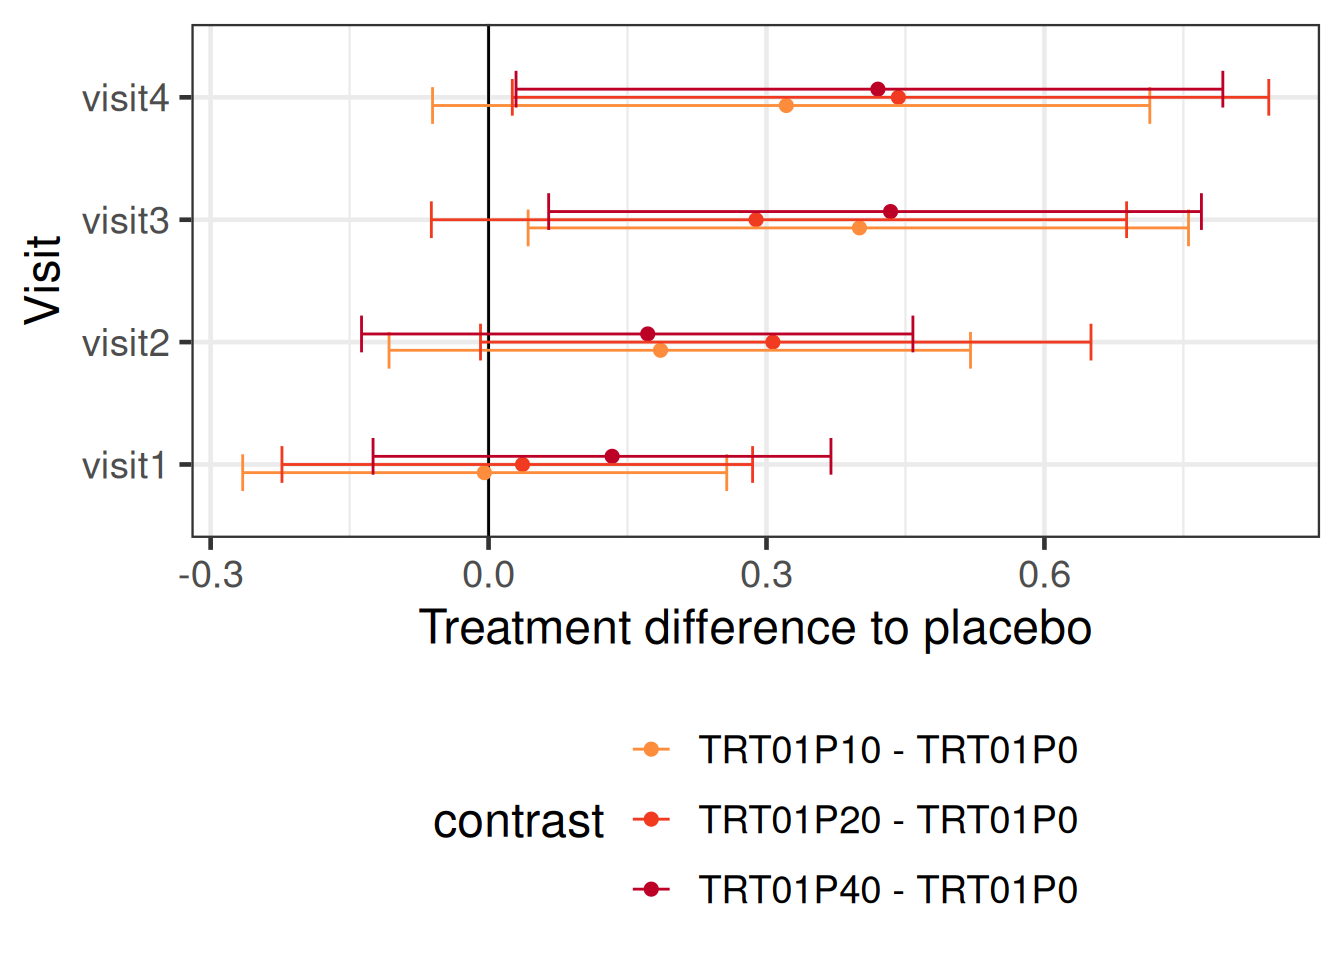 visit4
visit3
visit2
visit1
Visit
-0.3 0.0 0.3 0.6
Treatment difference to placebo
contrast
TRT01P10 - TRT01P0
TRT01P20 - TRT01P0
TRT01P40 - TRT01P0